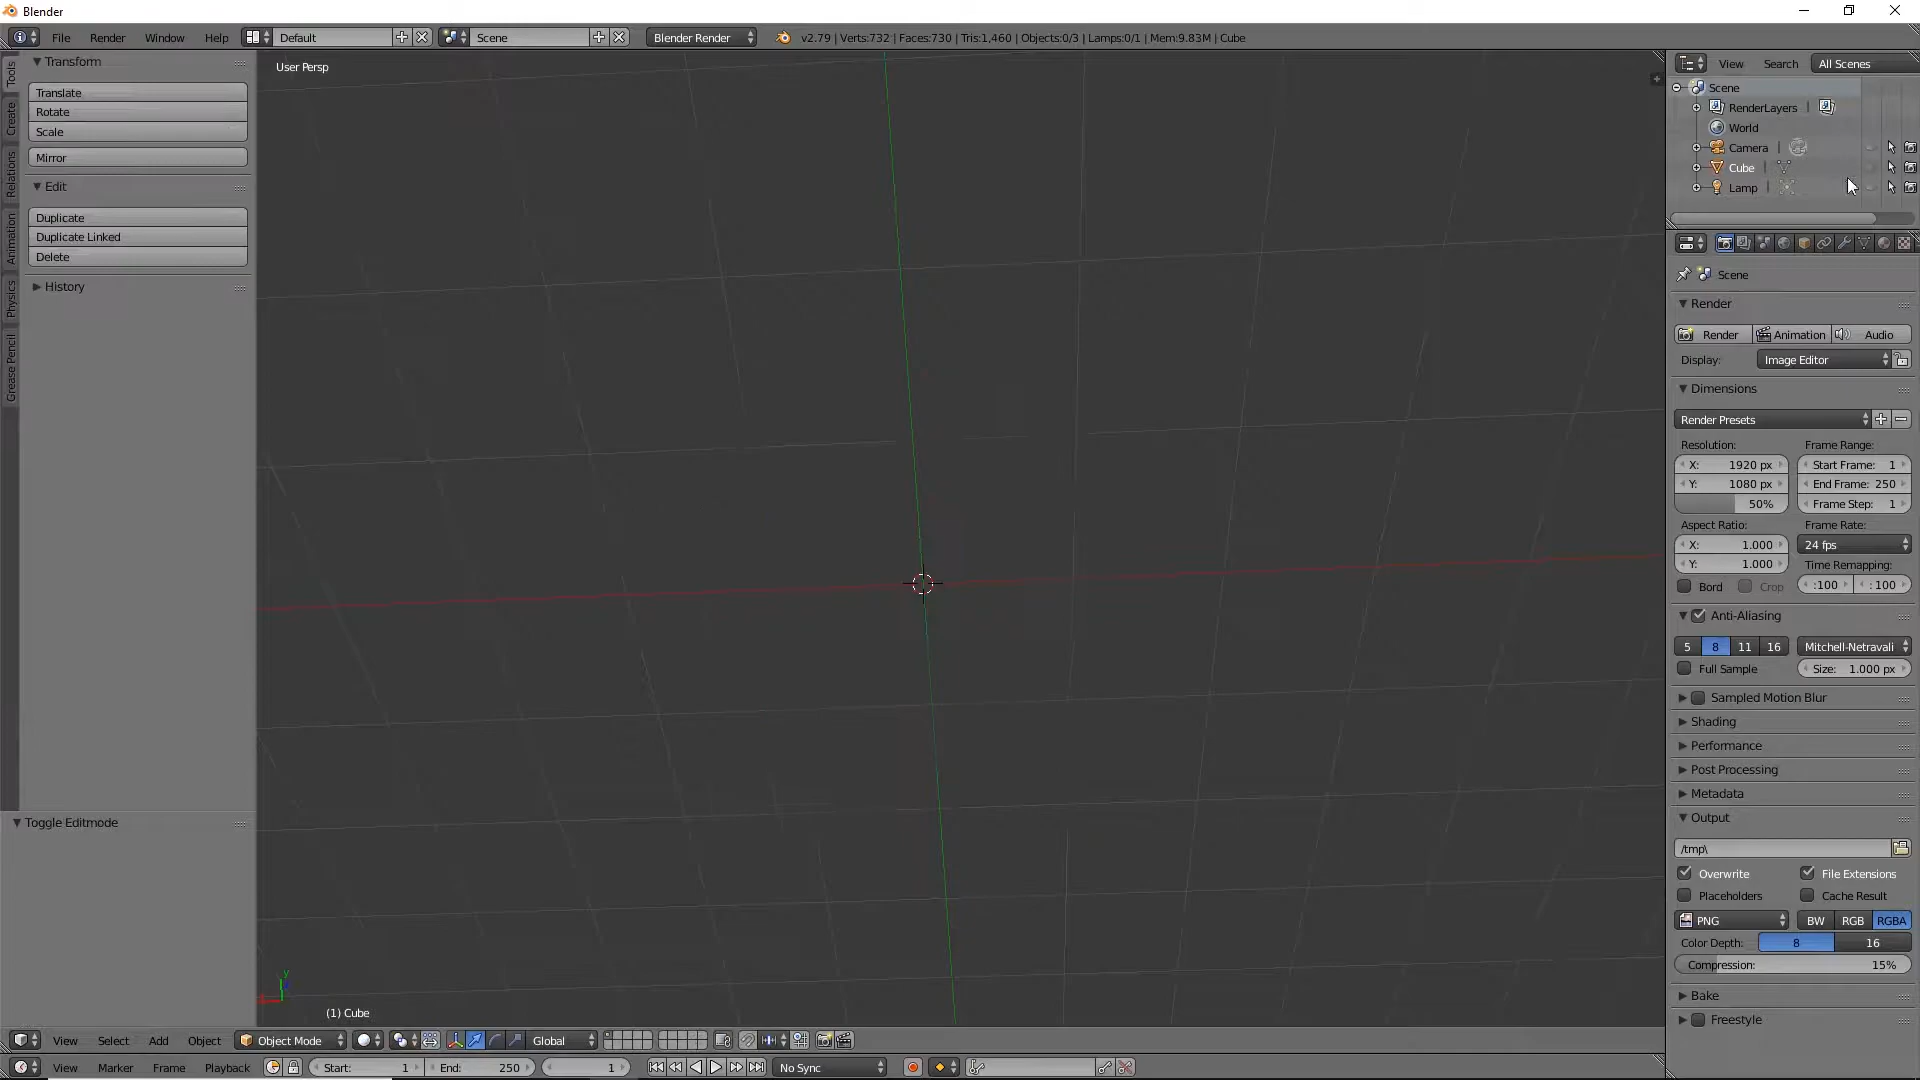 Blender
File Render Window Help Default Scene Blender Render v2.79 | Verts:732 | Faces:730 | Tris:1,460 | Objects:0/3 | Lamps:0/1 | Mem:9.83M | Cube
Tools
Create
Relations
Animation
Physics
Grease Pencil
Transform
Translate
Rotate
Scale
Mirror
Edit
Duplicate
Duplicate Linked
Delete
History
Toggle Editmode
User Persp
(1) Cube
View Search All Scenes
Scene
RenderLayers
World
Camera
Cube
Lamp
Scene
Render
Render Animation Audio
Display: Image Editor
Dimensions
Render Presets
Resolution: Frame Range:
X: 1920 px Start Frame: 1
Y: 1080 px End Frame: 250
50% Frame Step: 1
Aspect Ratio: Frame Rate:
X: 1.000 24 fps
Y: 1.000 Time Remapping:
Bord Crop :100 : 100
Anti-Aliasing
5 8 11 16 Mitchell-Netravali
Full Sample Size: 1.000 px
Sampled Motion Blur
Shading
Performance
Post Processing
Metadata
Output
/tmp\
Overwrite File Extensions
Placeholders Cache Result
PNG BW RGB RGBA
Color Depth: 8 16
Compression: 15%
Bake
Freestyle
y
View Select Add Object Object Mode Global
View Marker Frame Playback Start: 1 End: 250 1 No Sync